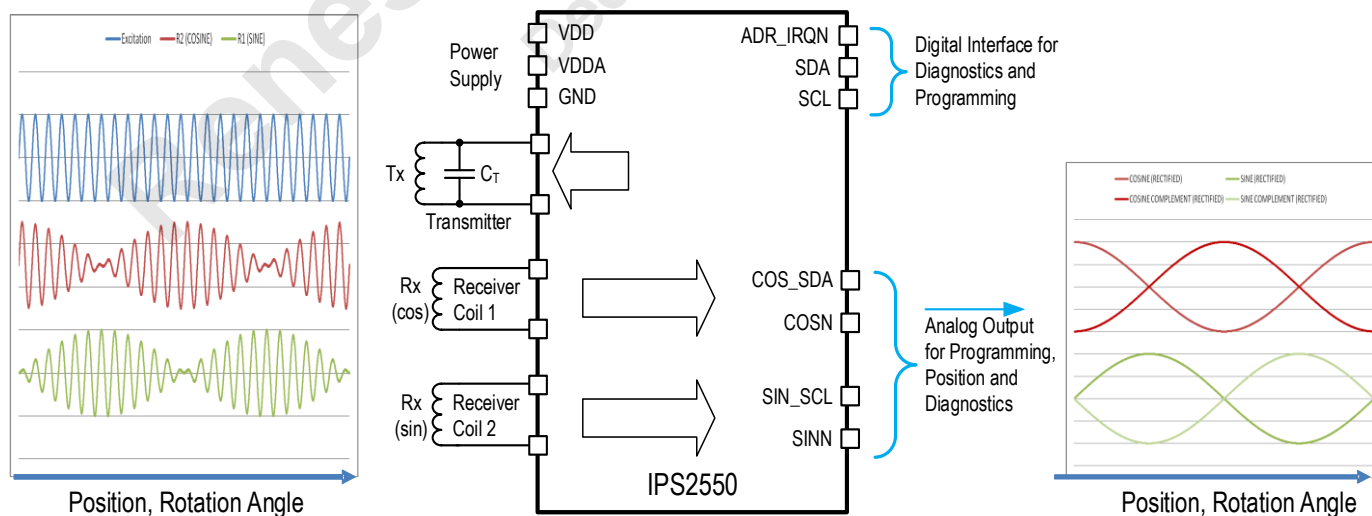 Renes
Excitation R2 (COSINE) R1 (SINE)
Position, Rotation Angle
Power
Supply
VDD
VDDA
GND
Tx
CT
Transmitter
Rx
(cos)
Receiver
Coil 1
Rx
(sin)
Receiver
Coil 2
ADR_IRQN
SDA
SCL
COS_SDA
COSN
SIN_SCL
SINN
IPS2550
Digital Interface for
Diagnostics and
Programming
Analog Output
for Programming,
Position and
Diagnostics
COSINE (RECTIFIED) SINE (RECTIFIED)
COSINE COMPLEMENT (RECTIFIED) SINE COMPLEMENT (RECTIFIED)
Position, Rotation Angle